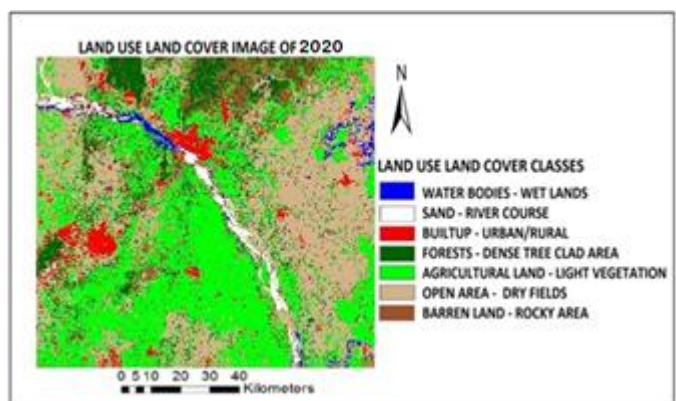 LAND USE LAND COVER IMAGE OF 2020
N
LAND USE LAND COVER CLASSES
WATER BODIES - WET LANDS
SAND - RIVER COURSE
BUILTUP - URBAN/RURAL
FORESTS - DENSE TREE CLAD AREA
AGRICULTURAL LAND - LIGHT VEGETATION
OPEN AREA - DRY FIELDS
BARREN LAND - ROCKY AREA
0 5 10 20 30 40
Kilometers